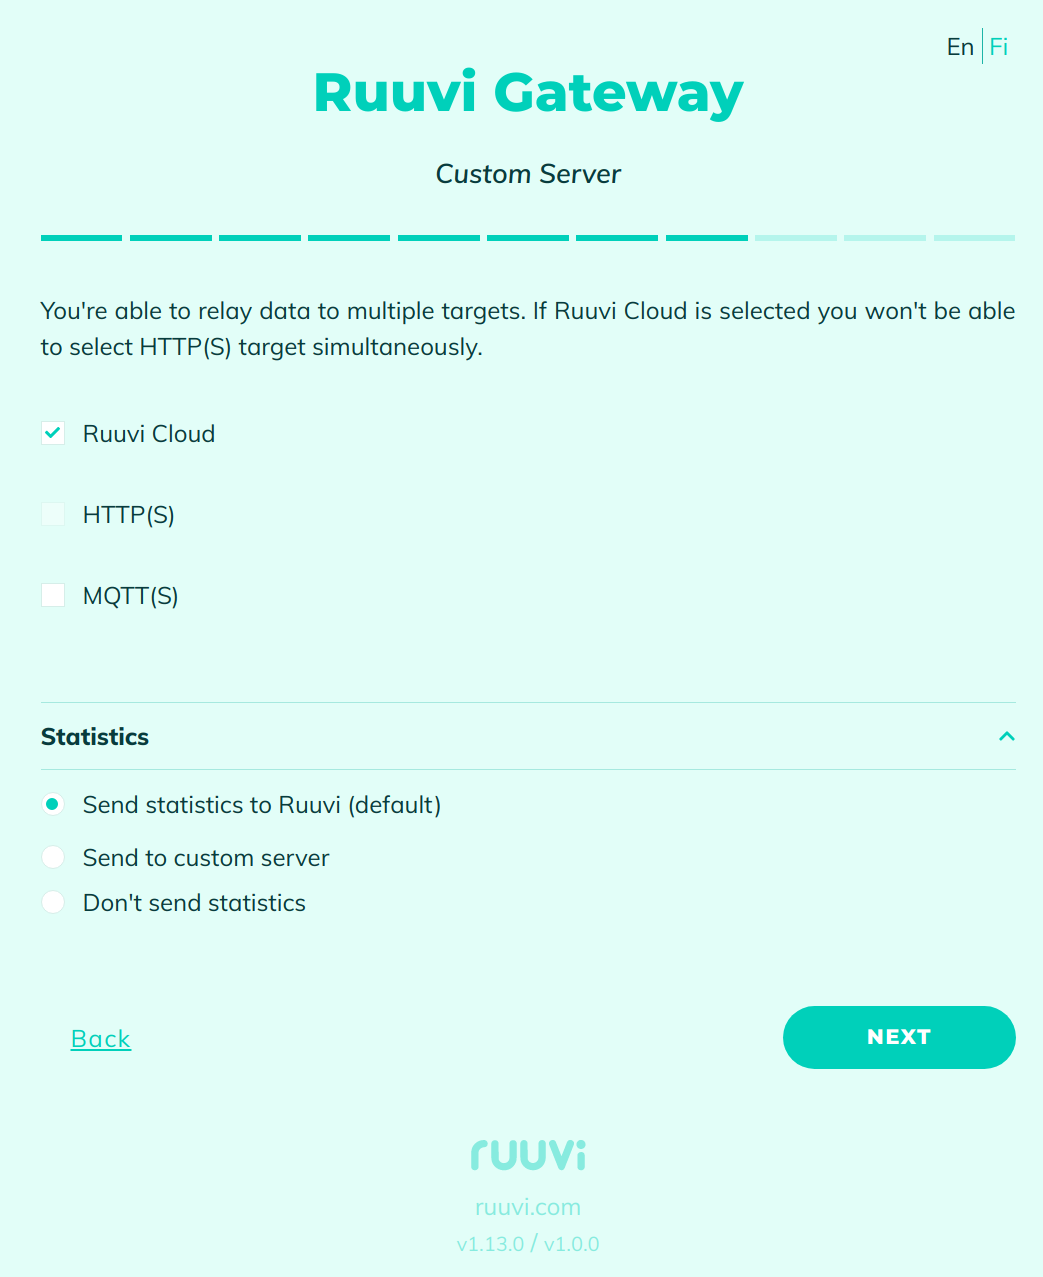 En Fi
Ruuvi Gateway
Custom Server
You're able to relay data to multiple targets. If Ruuvi Cloud is selected you won't be able
to select HTTP(S) target simultaneously.
Ruuvi Cloud
HTTP(S)
MQTT(S)
Statistics
Send statistics to Ruuvi (default)
Send to custom server
Don't send statistics
Back
NEXT
ruuvi
ruuvi.com
v1.13.0 / v1.0.0